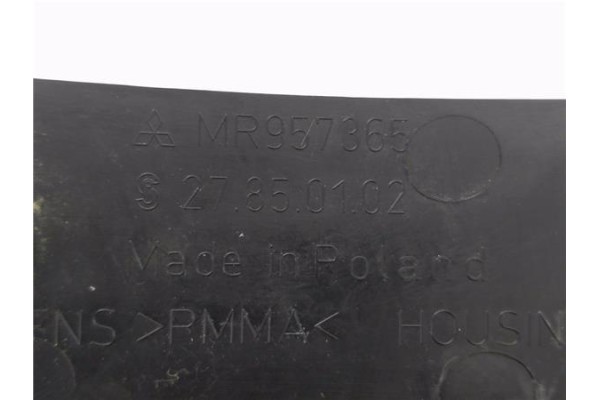 MR957365
27.85.01.02
Made in Poland
ENS >PMMA< HOUSIN